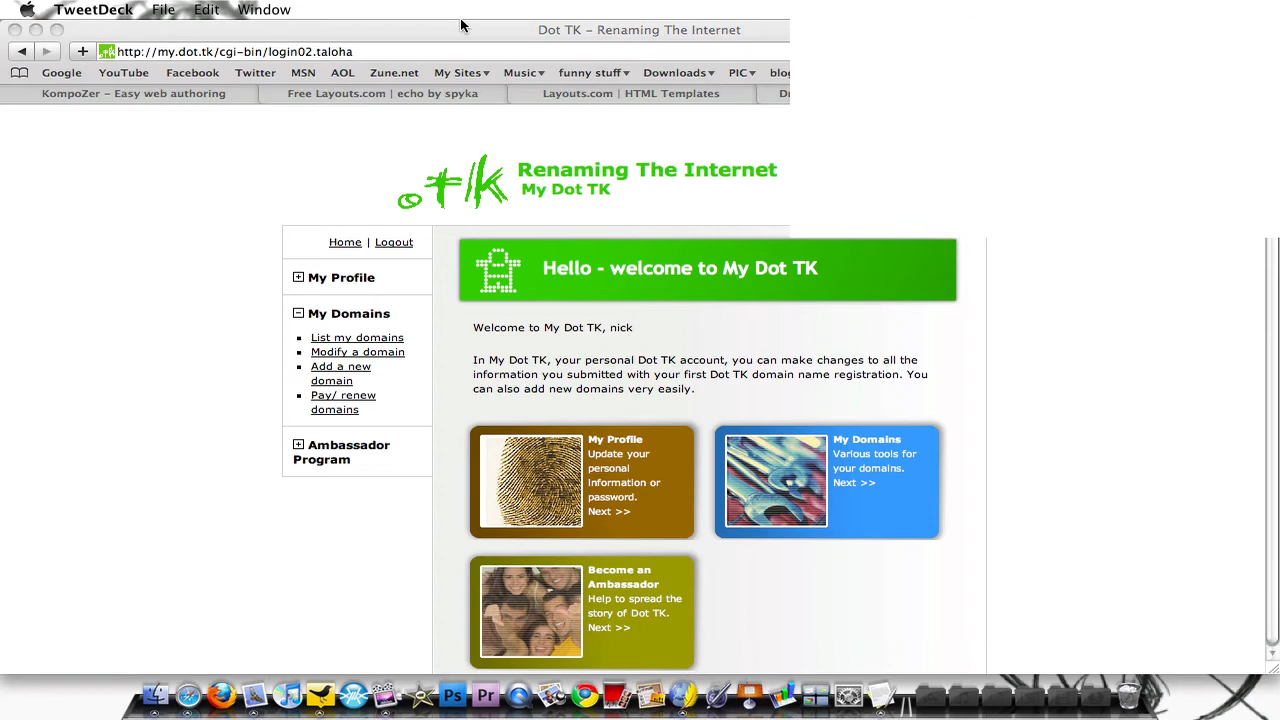 TweetDeck File Edit Window
Dot TK – Renaming The Internet
http://my.dot.tk/cgi-bin/login02.taloha
Google YouTube Facebook Twitter MSN AOL Zune.net My Sites Music funny stuff Downloads PIC blog
KompoZer – Easy web authoring Free Layouts.com | echo by spyka Layouts.com | HTML Templates
.tk Renaming The Internet
My Dot TK
Home | Logout
My Profile
My Domains
List my domains
Modify a domain
Add a new
domain
Pay/ renew
domains
Ambassador
Program
Hello - welcome to My Dot TK
Welcome to My Dot TK, nick
In My Dot TK, your personal Dot TK account, you can make changes to all the
information you submitted with your first Dot TK domain name registration. You
can also add new domains very easily.
My Profile
Update your
personal
information or
password.
Next >>
My Domains
Various tools for
your domains.
Next >>
Become an
Ambassador
Help to spread the
story of Dot TK.
Next >>
Ps Pr